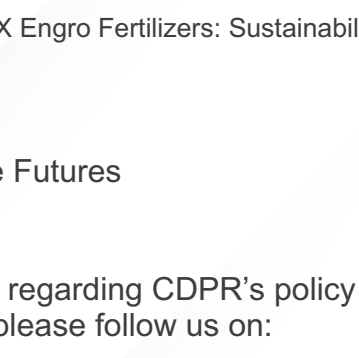 X Engro Fertilizers: Sustainabil
e Futures
regarding CDPR’s policy
please follow us on: